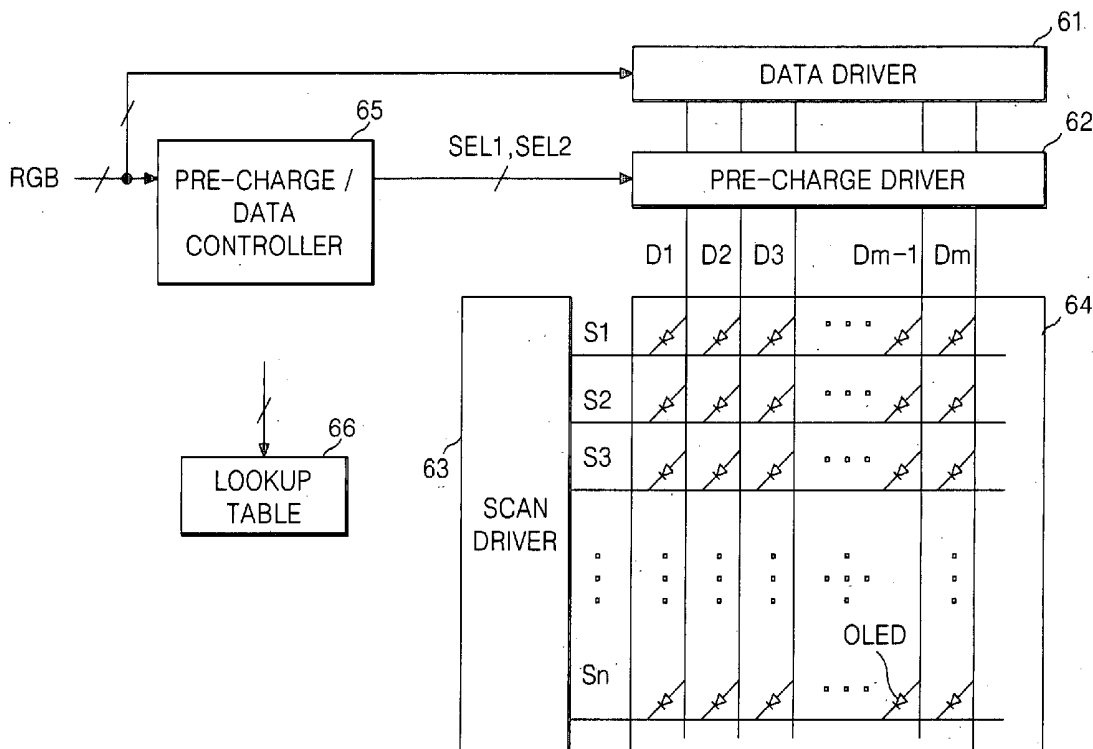 61
DATA DRIVER
62
65
SEL1,SEL2
RGB
PRE-CHARGE /
DATA
CONTROLLER
PRE-CHARGE DRIVER
D1 D2 D3 Dm-1 Dm
64
S1
S2
S3
66
63
LOOKUP
TABLE
SCAN
DRIVER
OLED
Sn